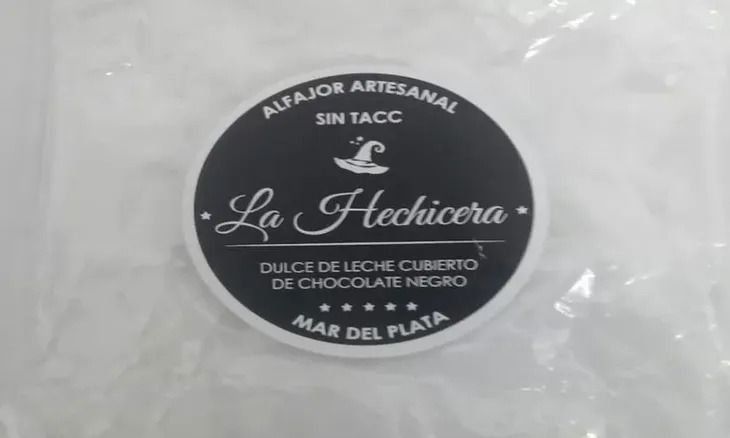 ALFAJOR ARTESANAL
SIN TACC
La Hechicera
DULCE DE LECHE CUBIERTO
DE CHOCOLATE NEGRO
MAR DEL PLATA